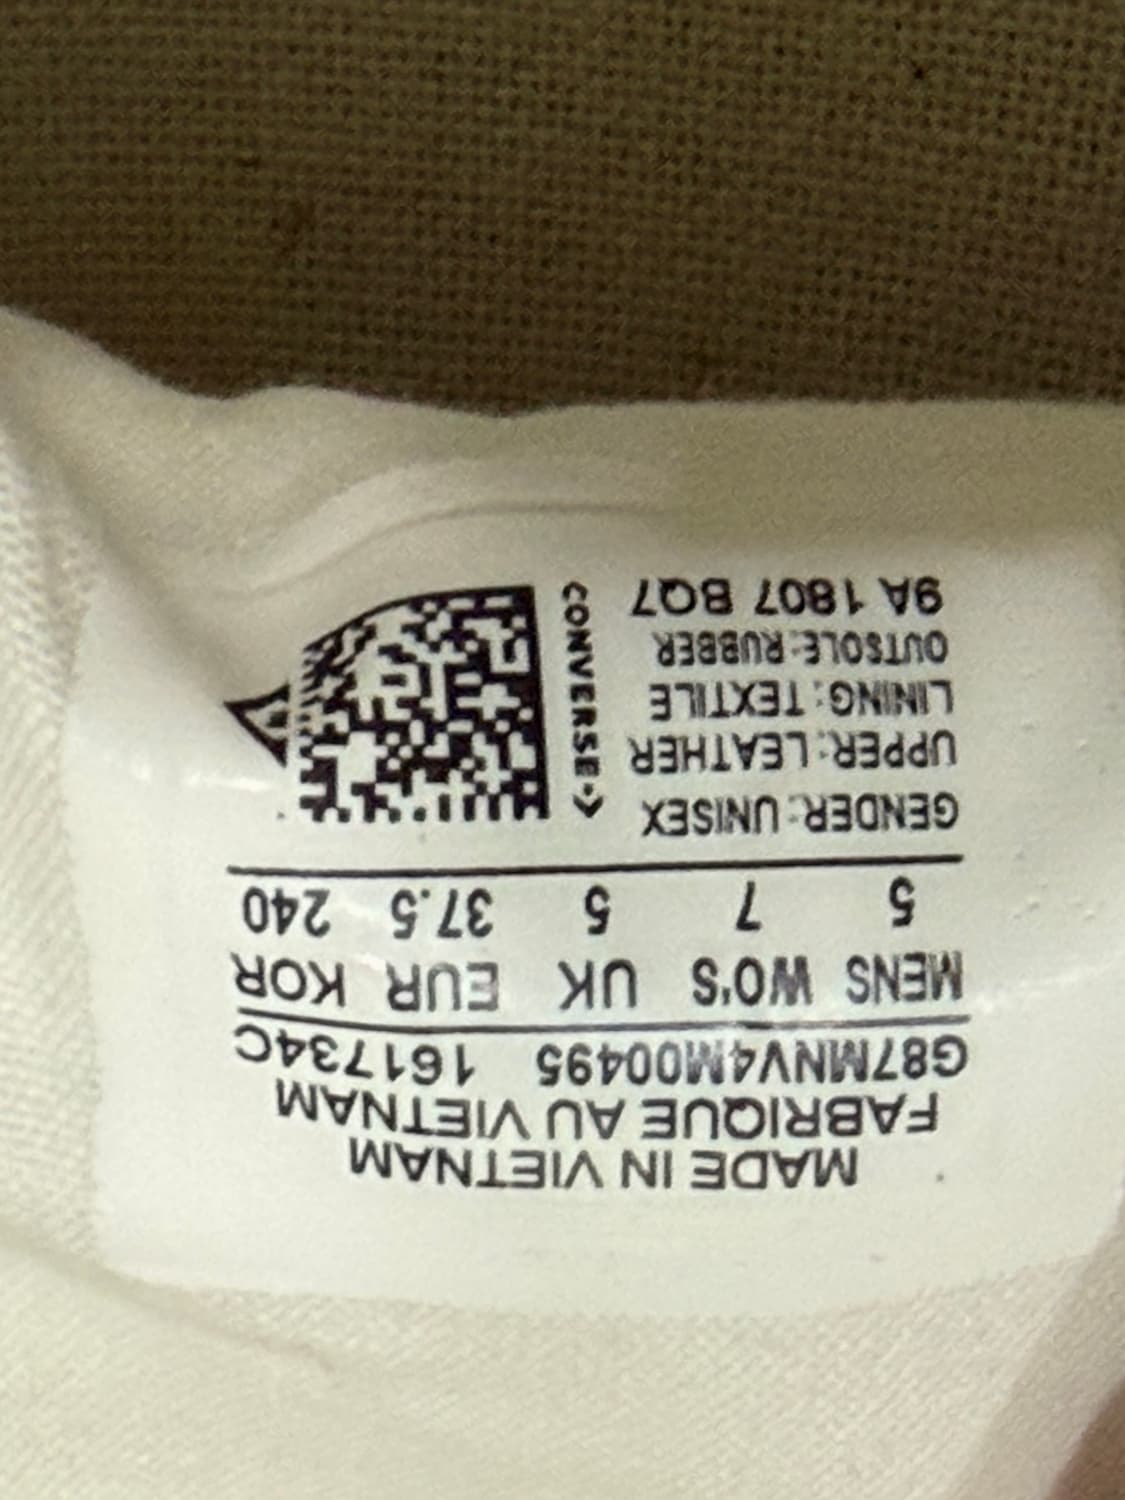 MADE IN VIETNAM
FABRIQUE AU VIETNAM
G87MNV4M00495 161734C
MENS WO'S UK EUR KOR
5 7 5 37.5 240
GENDER: UNISEX
UPPER: LEATHER
LINING: TEXTILE
OUTSOLE: RUBBER
9A 1807 BQ7
CONVERSE